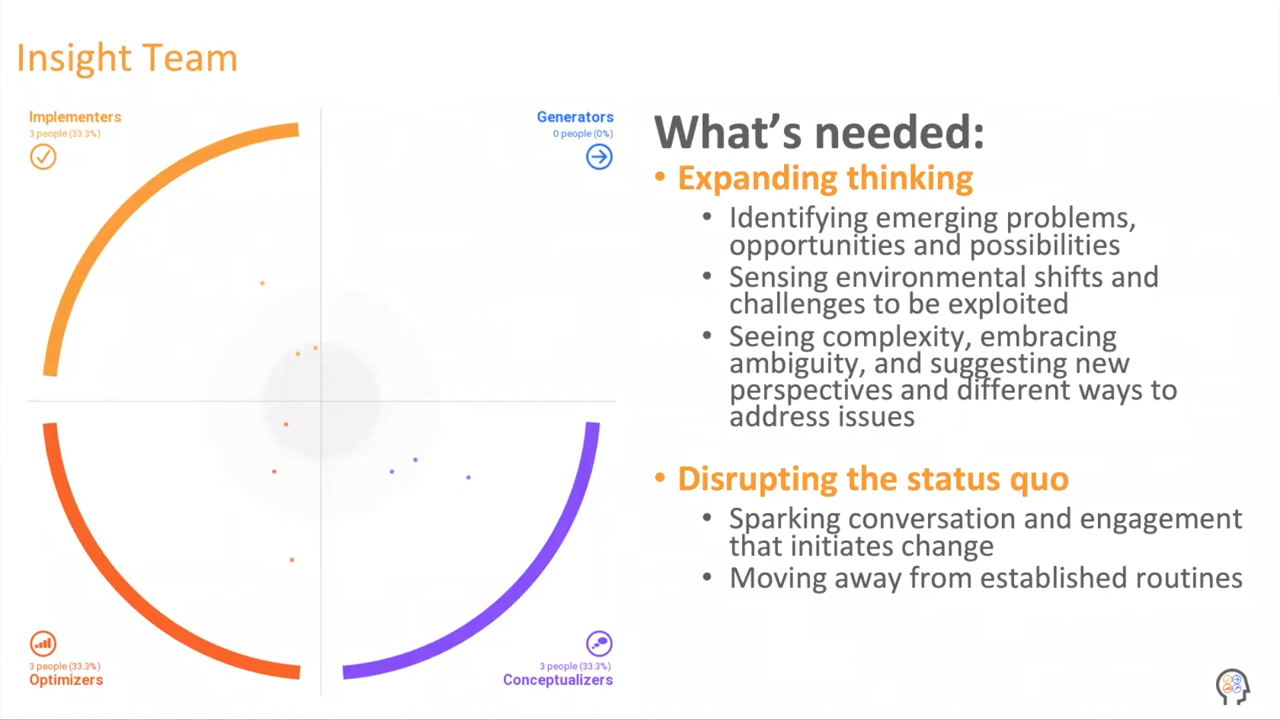 Insight Team
Implementers
3 people (33.3%)
Generators
0 people (0%)
What's needed:
• Expanding thinking
• Identifying emerging problems,
opportunities and possibilities
• Sensing environmental shifts and
challenges to be exploited
• Seeing complexity, embracing
ambiguity, and suggesting new
perspectives and different ways to
address issues
• Disrupting the status quo
• Sparking conversation and engagement
that initiates change
• Moving away from established routines
3 people (33.3%)
Optimizers
3 people (33.3%)
Conceptualizers